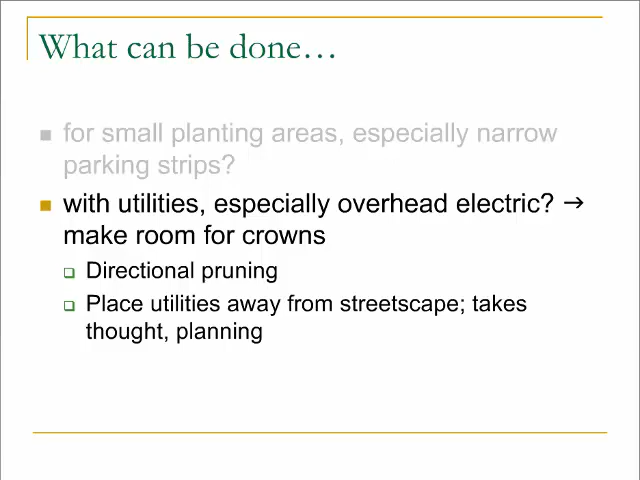 What can be done…
for small planting areas, especially narrow
parking strips?
with utilities, especially overhead electric? →
make room for crowns
Directional pruning
Place utilities away from streetscape; takes
thought, planning